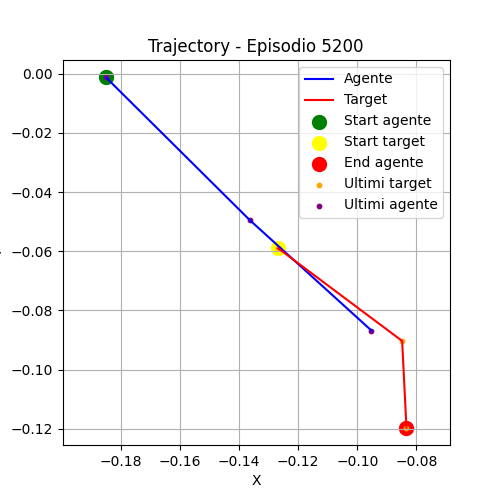 Trajectory - Episodio 5200
0.00
−0.02
−0.04
−0.06
−0.08
−0.10
−0.12
−0.18
−0.16
−0.14
−0.12
−0.10
−0.08
X
Agente
Target
Start agente
Start target
End agente
Ultimi target
Ultimi agente